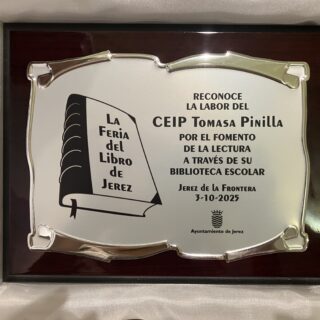 La
Feria
del
Libro
de
Jerez
RECONOCE
LA LABOR DEL
CEIP Tomasa Pinilla
POR EL FOMENTO
DE LA LECTURA
A TRAVÉS DE SU
BIBLIOTECA ESCOLAR
Jerez de la Frontera
3-10-2025
Ayuntamiento de Jerez